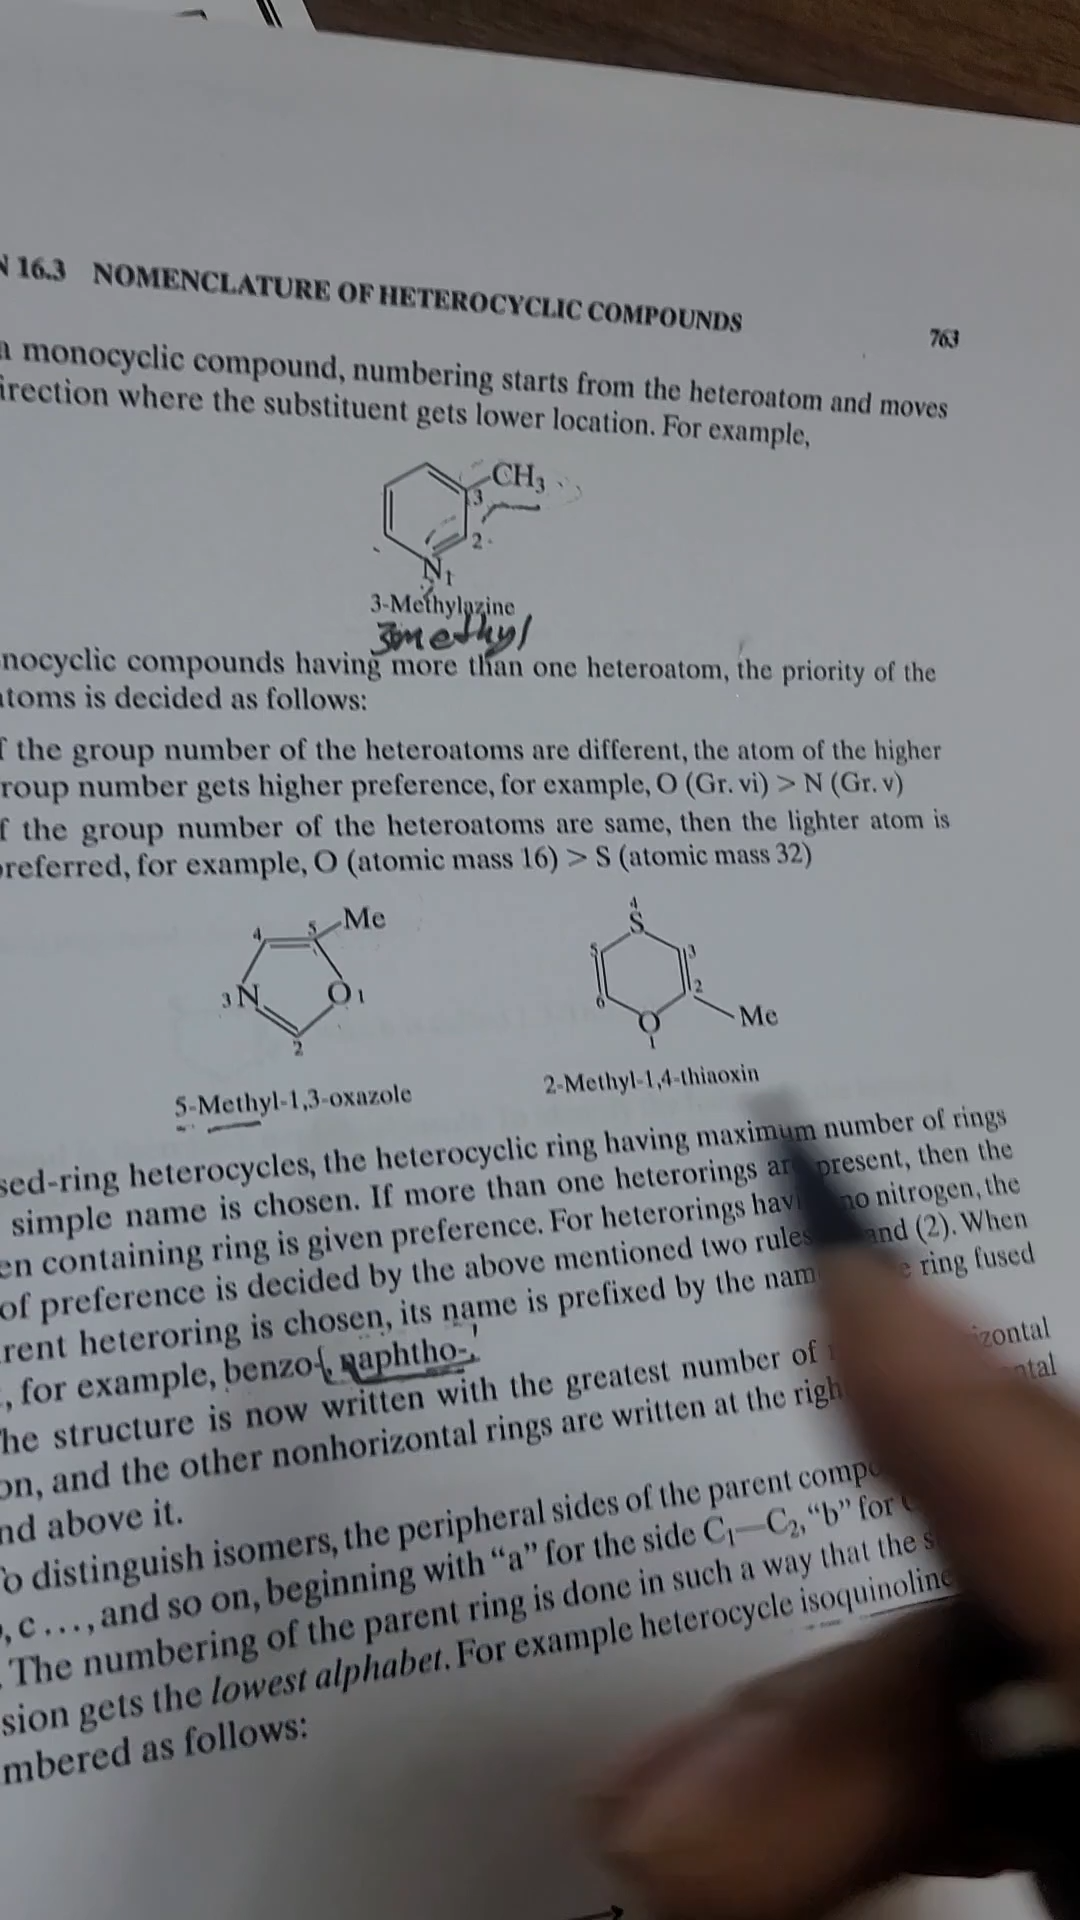 N 16.3 NOMENCLATURE OF HETEROCYCLIC COMPOUNDS
763
a monocyclic compound, numbering starts from the heteroatom and moves
irection where the substituent gets lower location. For example,
CH3
3
2
N1
3-Methylazine
3methyl
nocyclic compounds having more than one heteroatom, the priority of the
atoms is decided as follows:
f the group number of the heteroatoms are different, the atom of the higher
roup number gets higher preference, for example, O (Gr. vi) > N (Gr. v)
f the group number of the heteroatoms are same, then the lighter atom is
preferred, for example, O (atomic mass 16) > S (atomic mass 32)
4 5 Me
3 N O 1
2
4
S
5 3
6 2
O Me
1
5-Methyl-1,3-oxazole
2-Methyl-1,4-thiaoxin
sed-ring heterocycles, the heterocyclic ring having maximum number of rings
simple name is chosen. If more than one heterorings ar present, then the
en containing ring is given preference. For heterorings havi no nitrogen, the
of preference is decided by the above mentioned two rules and (2). When
rent heteroring is chosen, its name is prefixed by the nam e ring fused
, for example, benzo-, naphtho-,
he structure is now written with the greatest number of izontal
on, and the other nonhorizontal rings are written at the righ ntal
nd above it.
o distinguish isomers, the peripheral sides of the parent compo
, c..., and so on, beginning with "a" for the side C1—C2, "b" for
. The numbering of the parent ring is done in such a way that the s
sion gets the lowest alphabet. For example heterocycle isoquinoline
mbered as follows: